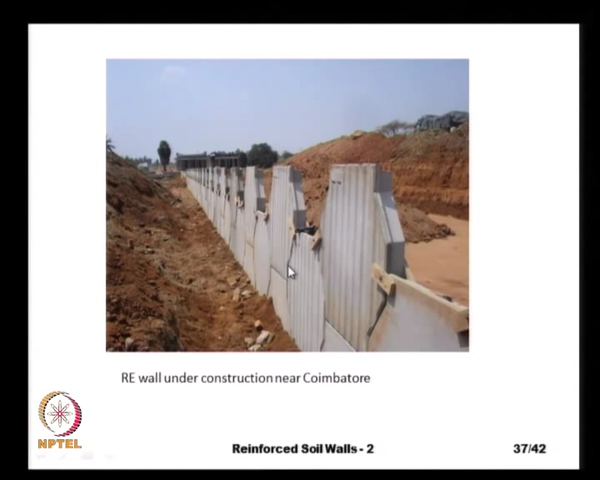 RE wall under construction near Coimbatore
NPTEL
Reinforced Soil Walls - 2
37/42